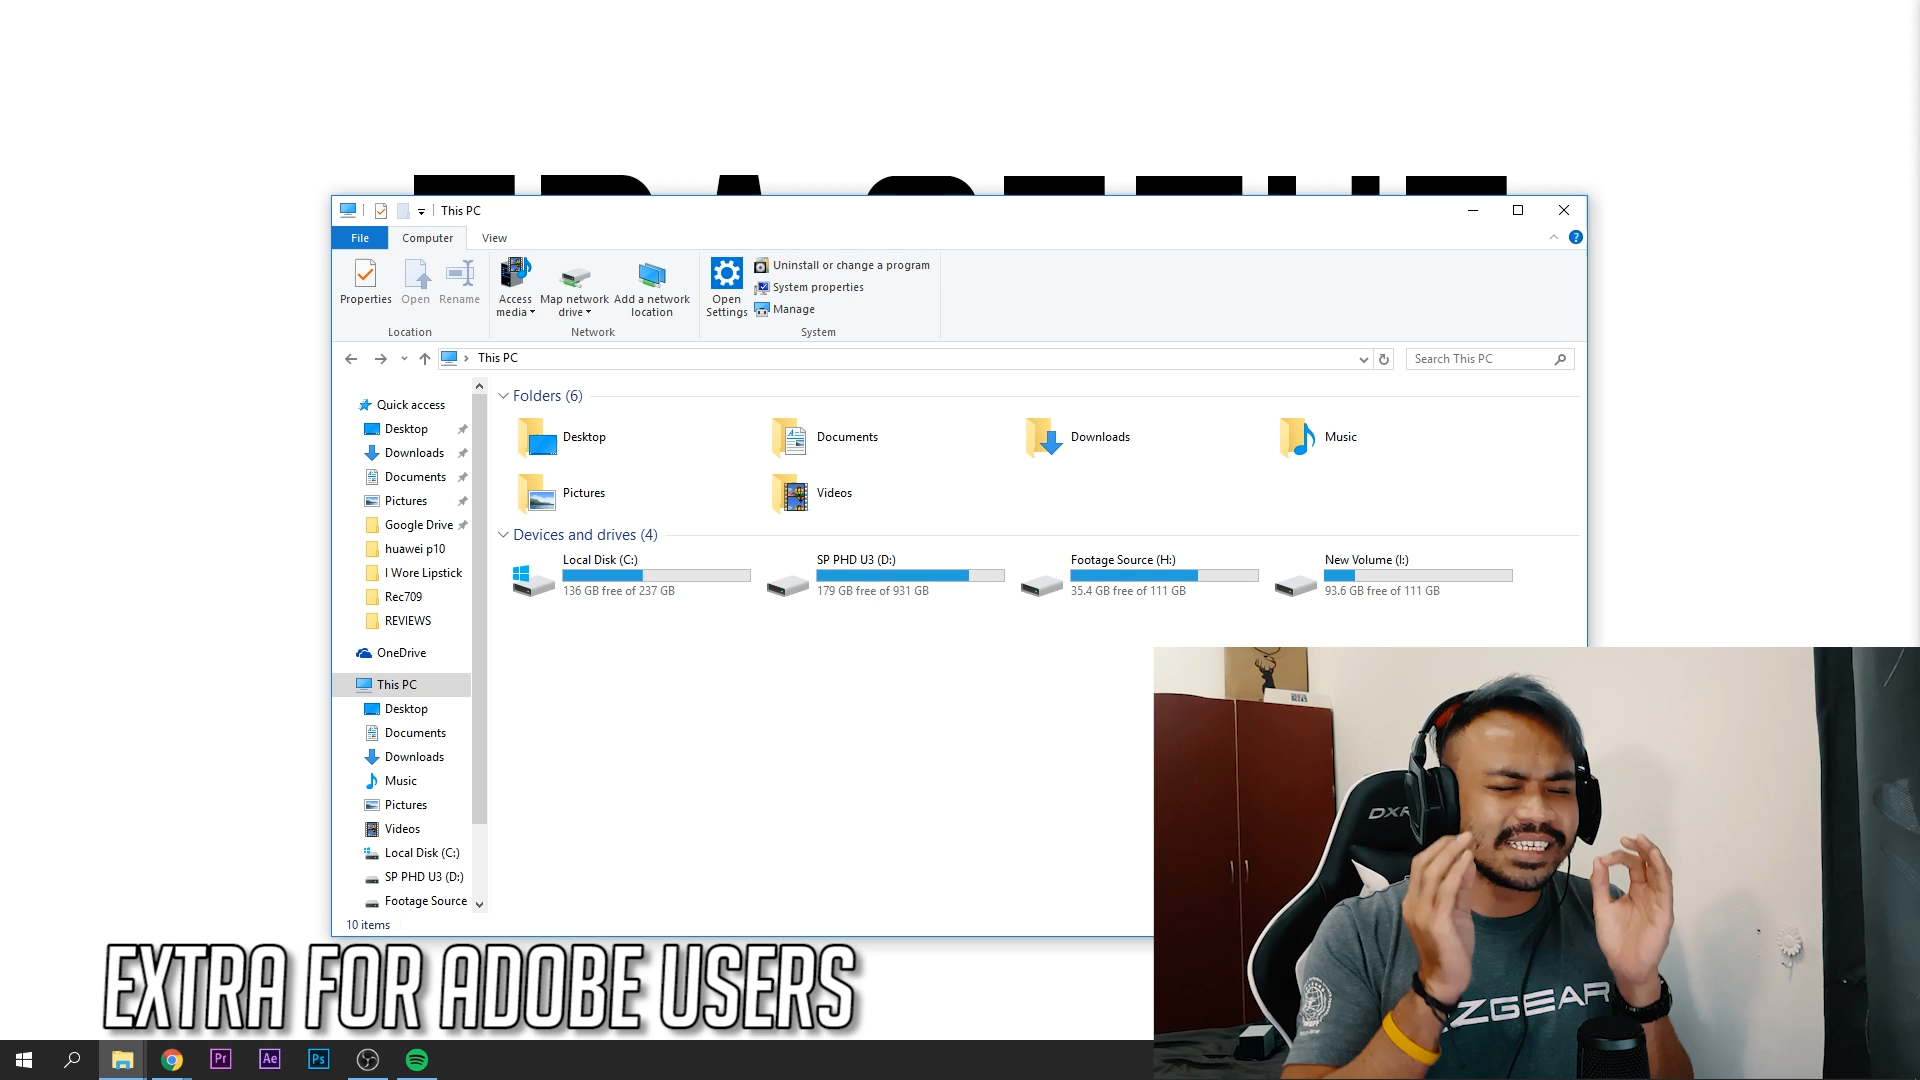 This PC
File
Computer
View
Properties
Open
Rename
Access media
Map network drive
Add a network location
Open Settings
Uninstall or change a program
System properties
Manage
Location
Network
System
This PC
Search This PC
Quick access
Desktop
Downloads
Documents
Pictures
Google Drive
huawei p10
I Wore Lipstick
Rec709
REVIEWS
OneDrive
This PC
Desktop
Documents
Downloads
Music
Pictures
Videos
Local Disk (C:)
SP PHD U3 (D:)
Footage Source
Folders (6)
Desktop
Documents
Downloads
Music
Pictures
Videos
Devices and drives (4)
Local Disk (C:)
136 GB free of 237 GB
SP PHD U3 (D:)
179 GB free of 931 GB
Footage Source (H:)
35.4 GB free of 111 GB
New Volume (I:)
93.6 GB free of 111 GB
10 items
EXTRA FOR ADOBE USERS
Pr
Ae
Ps
ZGEAR